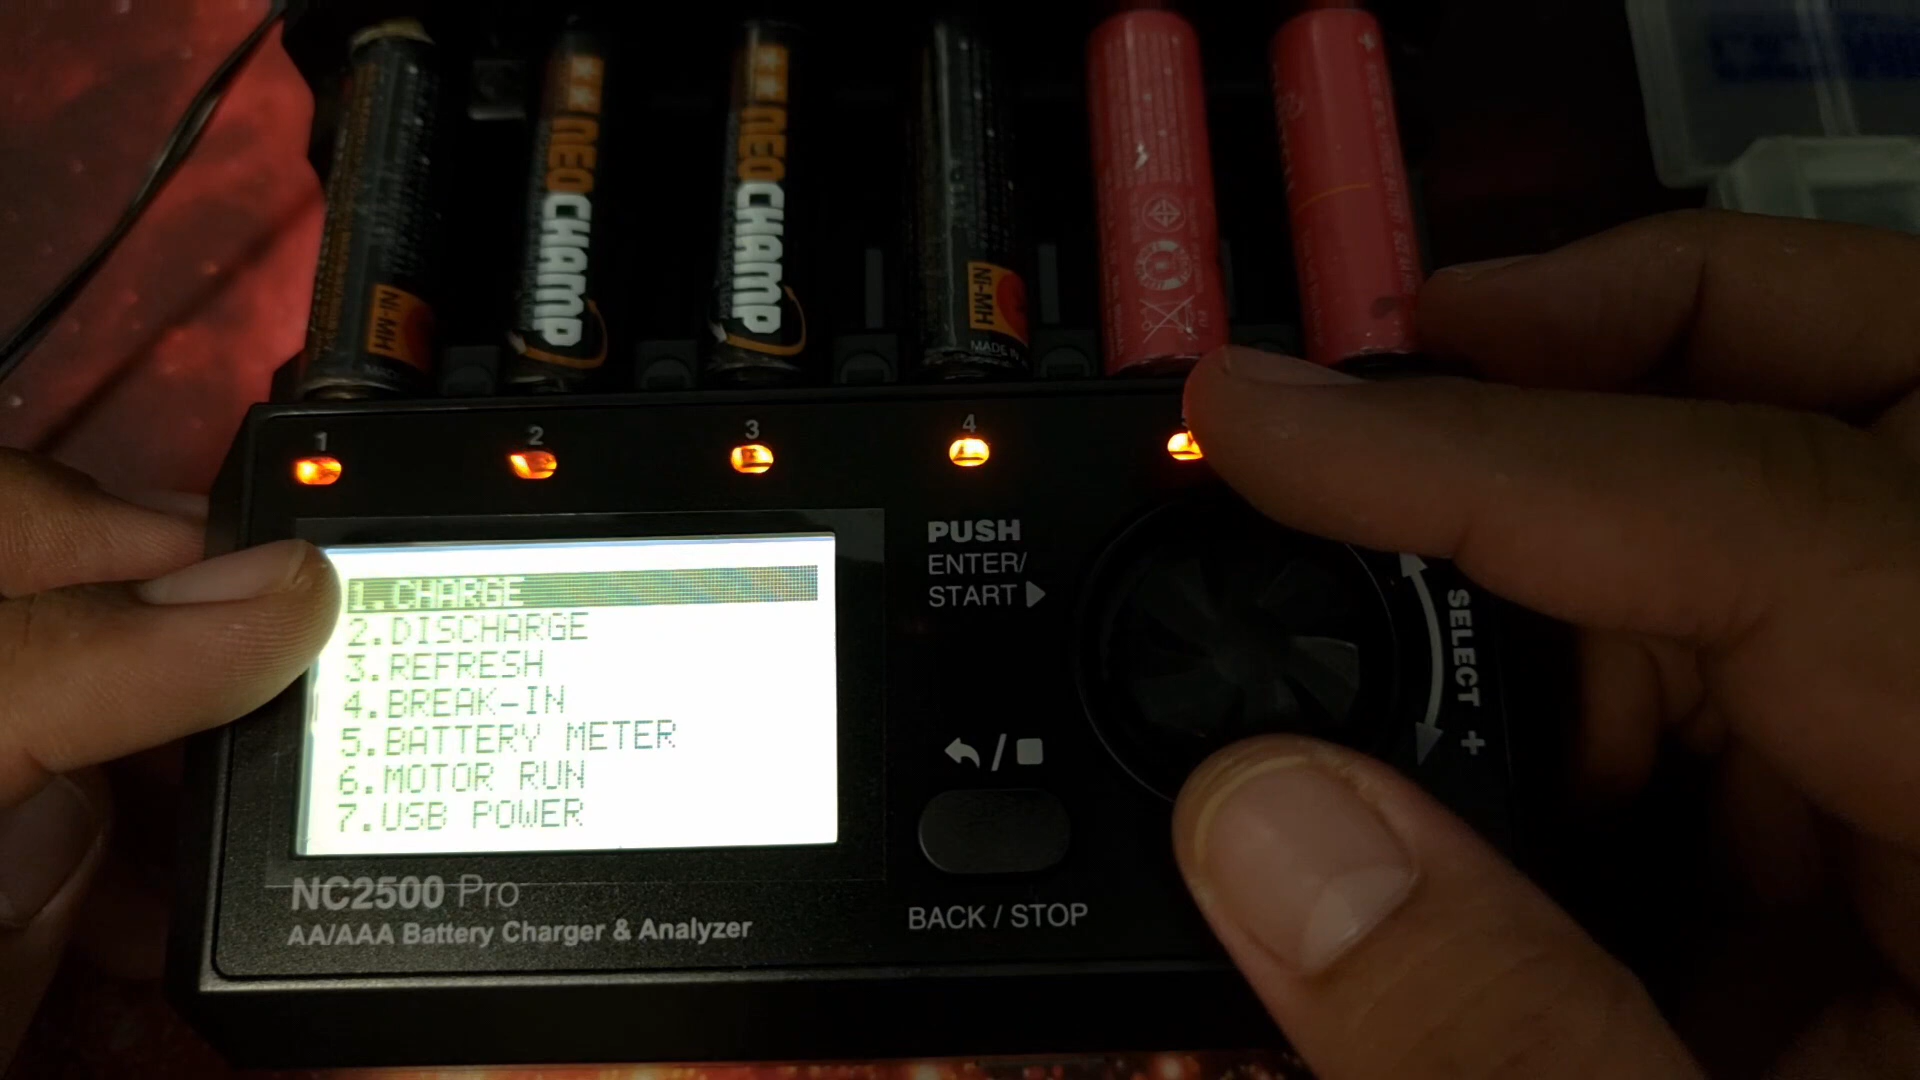 Ni-MH
NEO CHAMP
NEO CHAMP
Ni-MH
MADE IN
1
2
3
4
PUSH
ENTER/
START
SELECT +
1.CHARGE
2.DISCHARGE
3.REFRESH
4.BREAK-IN
5.BATTERY METER
6.MOTOR RUN
7.USB POWER
BACK / STOP
NC2500 Pro
AA/AAA Battery Charger & Analyzer